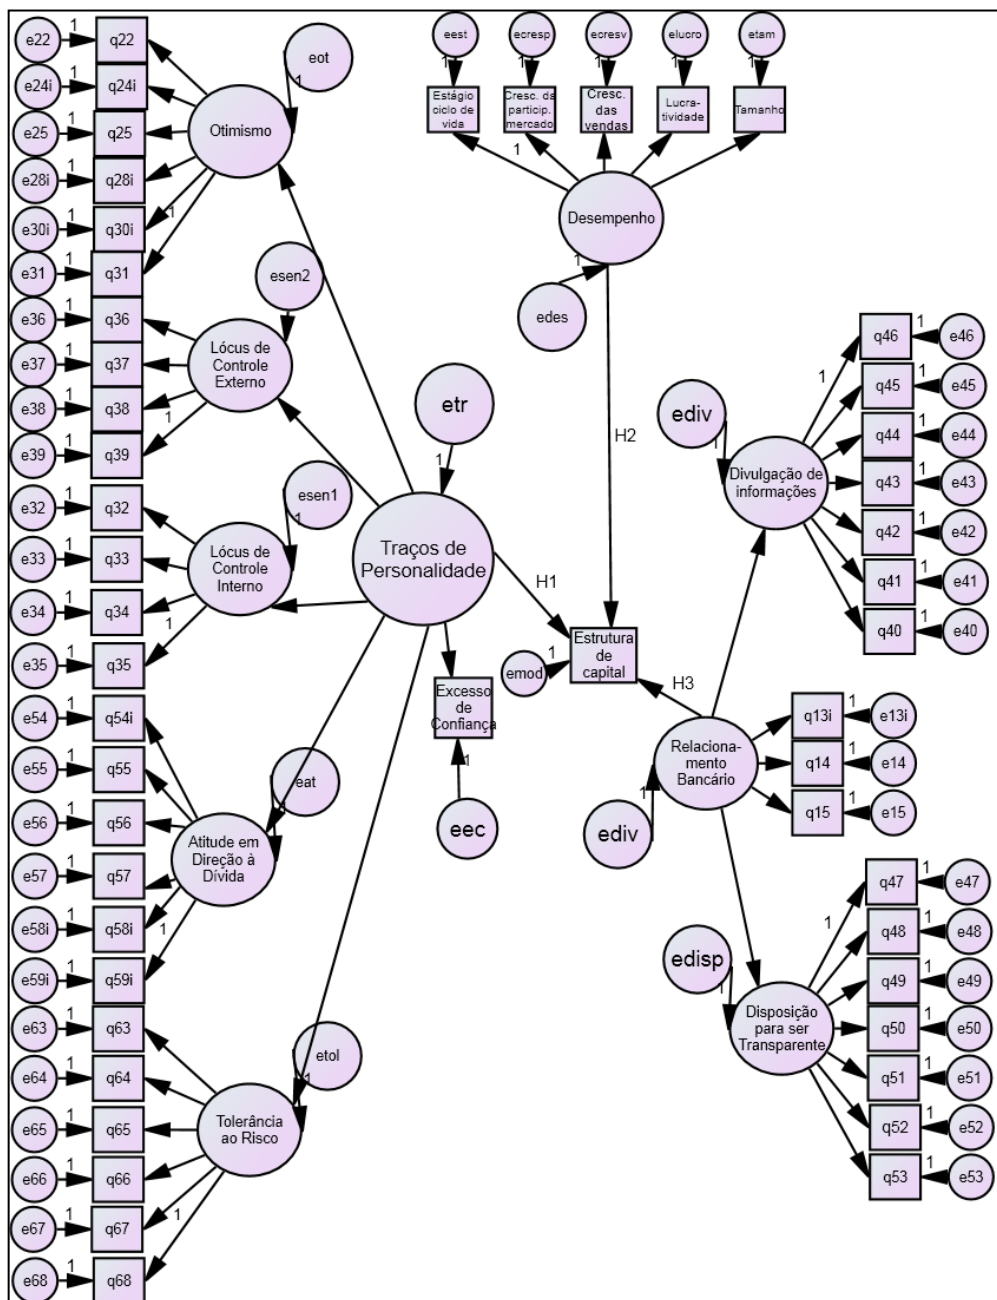 eest
ecresp
ecresv
elucro
etam
1
1
1
1
1
Estágio
ciclo de
vida
Cresc. da
particip.
mercado
Cresc.
das
vendas
Lucra-
tividade
Tamanho
1
Desempenho
1
edes
H2
e22
1
q22
e24i
1
q24i
e25
1
q25
e28i
1
q28i
e30i
1
q30i
e31
1
q31
1
Otimismo
eot
1
e36
1
q36
e37
1
q37
e38
1
q38
e39
1
q39
1
Lócus de
Controle
Externo
esen2
e32
1
q32
e33
1
q33
e34
1
q34
e35
1
q35
1
Lócus de
Controle
Interno
esen1
1
etr
1
Traços de
Personalidade
H1
e54
1
q54i
e55
1
q55
e56
1
q56
e57
1
q57
e58i
1
q58i
e59i
1
q59i
1
Atitude em
Direção à
Dívida
eat
e63
1
q63
e64
1
q64
e65
1
q65
e66
1
q66
e67
1
q67
e68
1
q68
1
Tolerância
ao Risco
etol
1
Excesso
de
Confiança
1
eec
Estrutura
de
capital
emod
1
H3
ediv
1
Divulgação de
informações
1
q46
1
e46
q45
1
e45
q44
1
e44
q43
1
e43
q42
1
e42
q41
1
e41
q40
1
e40
Relaciona-
mento
Bancário
ediv
1
q13i
1
e13i
q14
1
e14
q15
1
e15
edisp
1
Disposição
para ser
Transparente
1
q47
1
e47
q48
1
e48
q49
1
e49
q50
1
e50
q51
1
e51
q52
1
e52
q53
1
e53